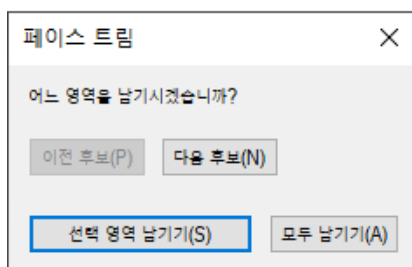 페이스 트림
어느 영역을 남기시겠습니까?
이전 후보(P) 다음 후보(N)
선택 영역 남기기(S) 모두 남기기(A)